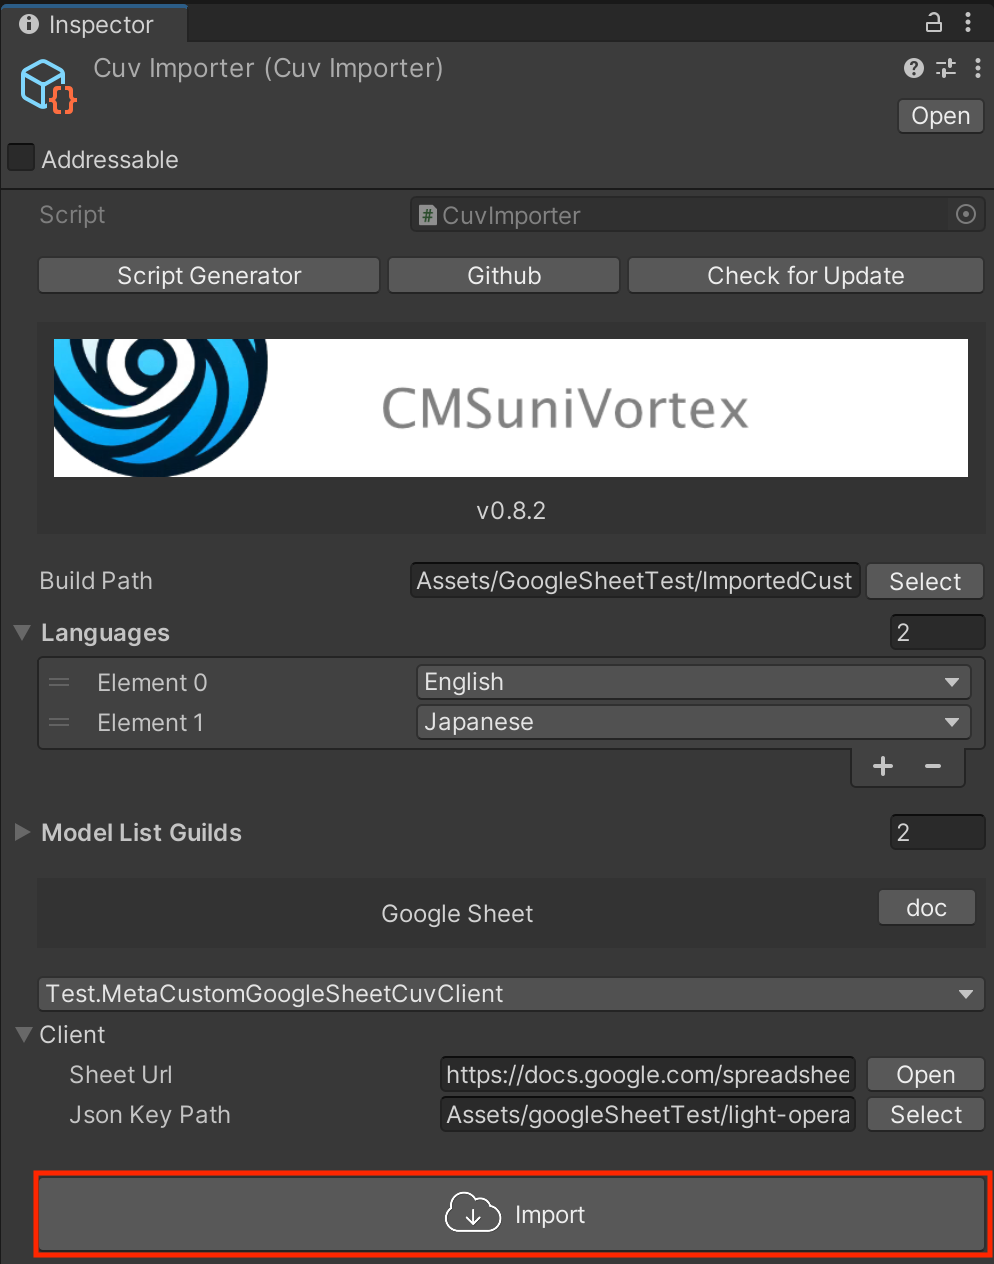 Inspector
Cuv Importer (Cuv Importer)
Open
Addressable
Script
# CuvImporter
Script Generator
Github
Check for Update
CMSuniVortex
v0.8.2
Build Path
Assets/GoogleSheetTest/ImportedCust
Select
Languages
2
Element 0
English
Element 1
Japanese
Model List Guilds
2
Google Sheet
doc
Test.MetaCustomGoogleSheetCuvClient
Client
Sheet Url
https://docs.google.com/spreadshee
Open
Json Key Path
Assets/googleSheetTest/light-opera
Select
Import